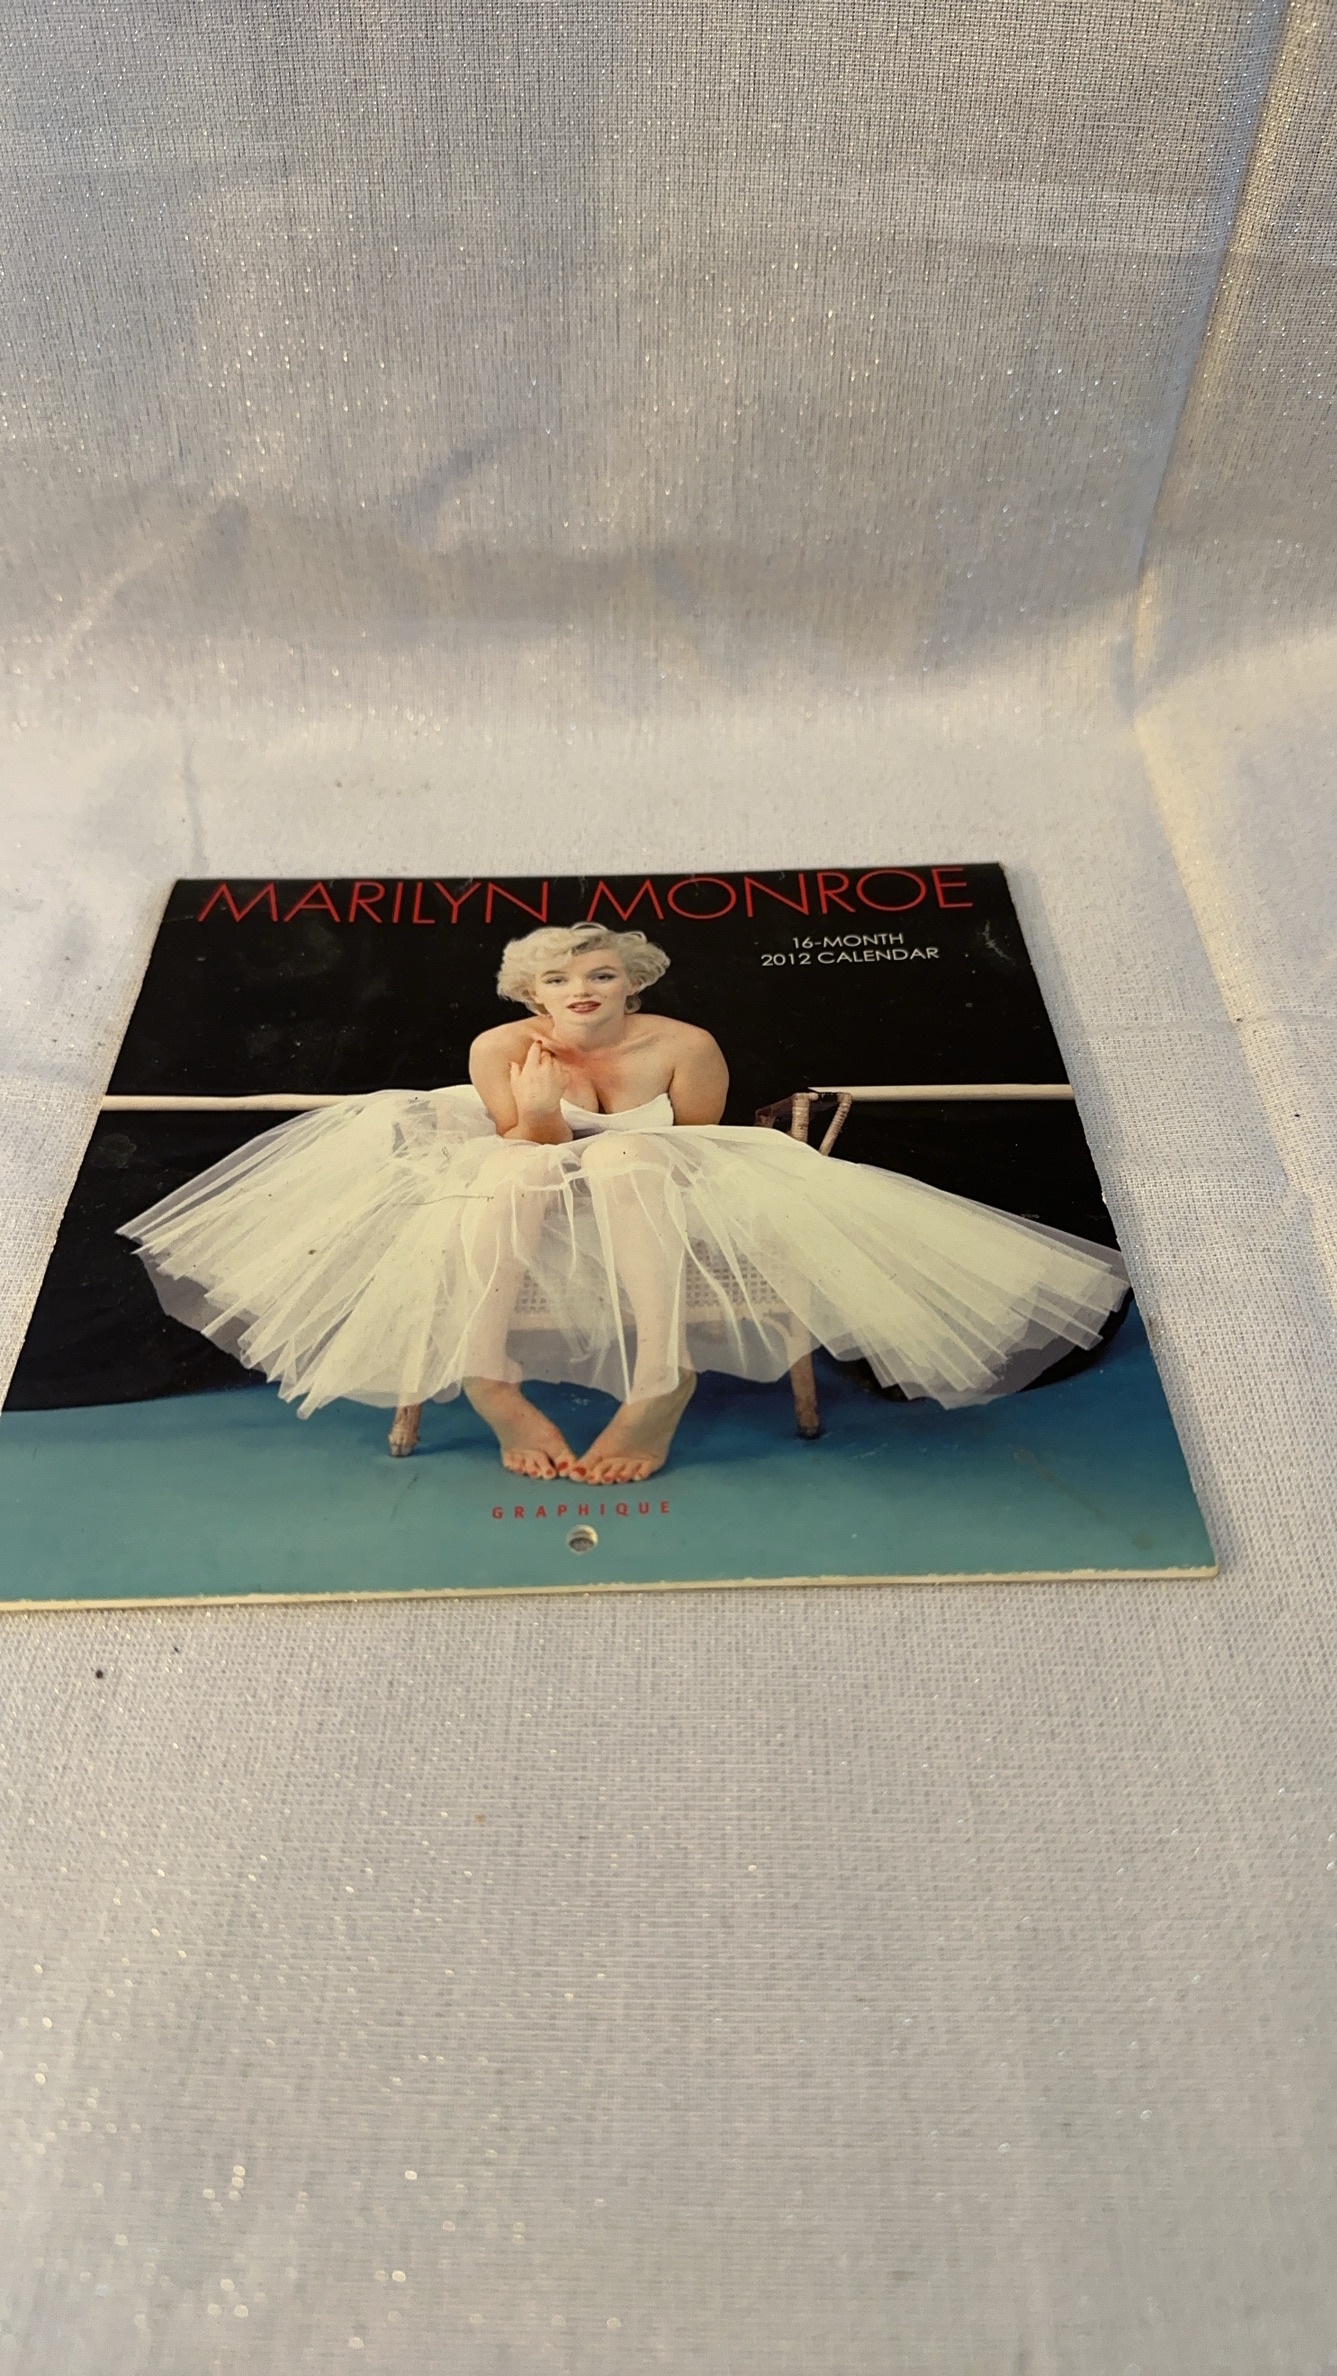 MARILYN MONROE
16-MONTH
2012 CALENDAR
GRAPHIQUE